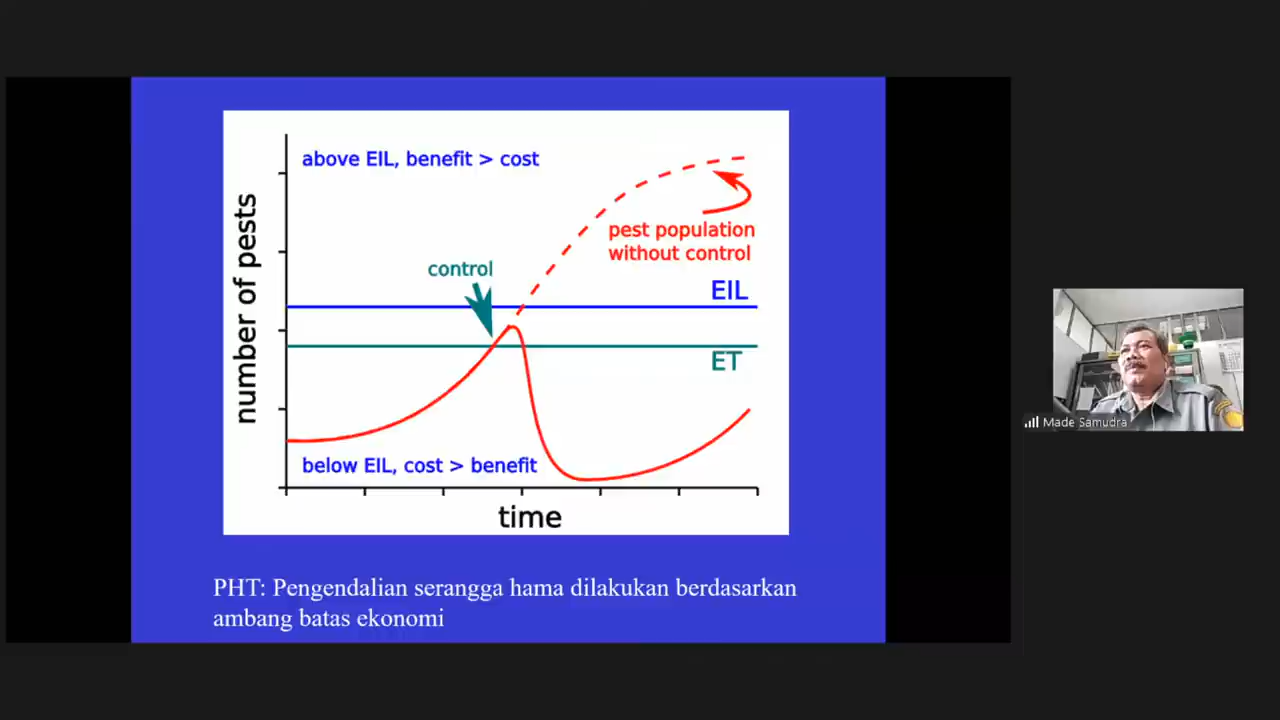 above EIL, benefit > cost
number of pests
pest population
without control
control
EIL
ET
below EIL, cost > benefit
time
PHT: Pengendalian serangga hama dilakukan berdasarkan
ambang batas ekonomi
Made Samudra